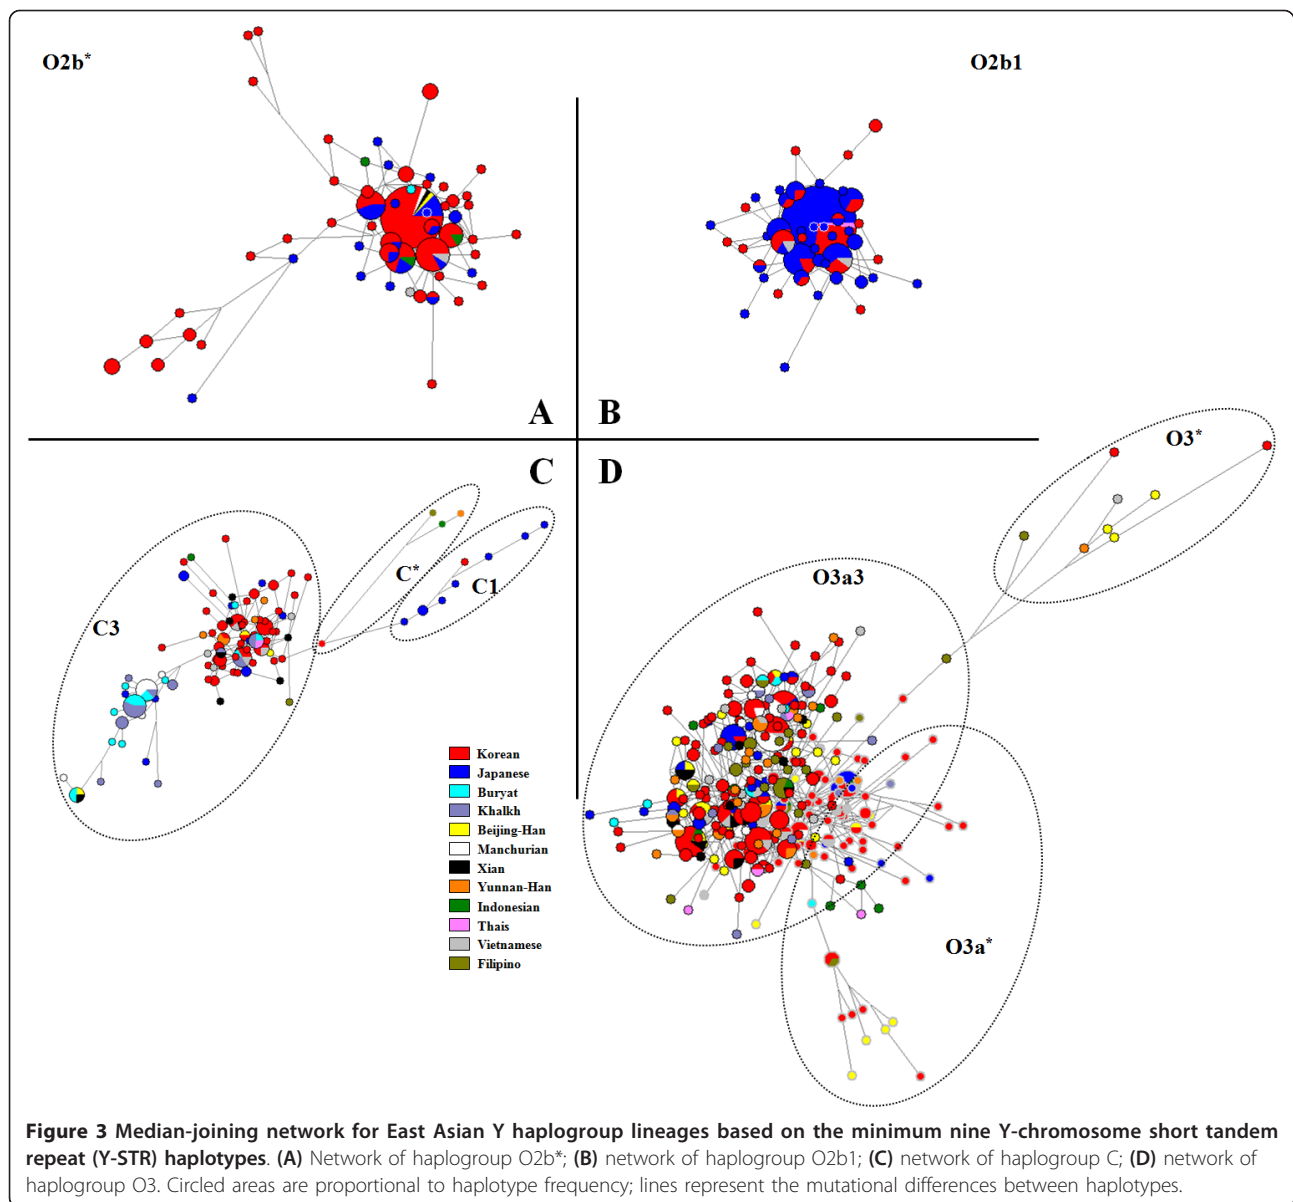 O2b*
O2b1
A
B
C
D
O3*
O3a3
C*
C1
C3
O3a*
Korean
Japanese
Buryat
Khalkh
Beijing-Han
Manchurian
Xian
Yunnan-Han
Indonesian
Thais
Vietnamese
Filipino
Figure 3 Median-joining network for East Asian Y haplogroup lineages based on the minimum nine Y-chromosome short tandem
repeat (Y-STR) haplotypes. (A) Network of haplogroup O2b*; (B) network of haplogroup O2b1; (C) network of haplogroup C; (D) network of
haplogroup O3. Circled areas are proportional to haplotype frequency; lines represent the mutational differences between haplotypes.